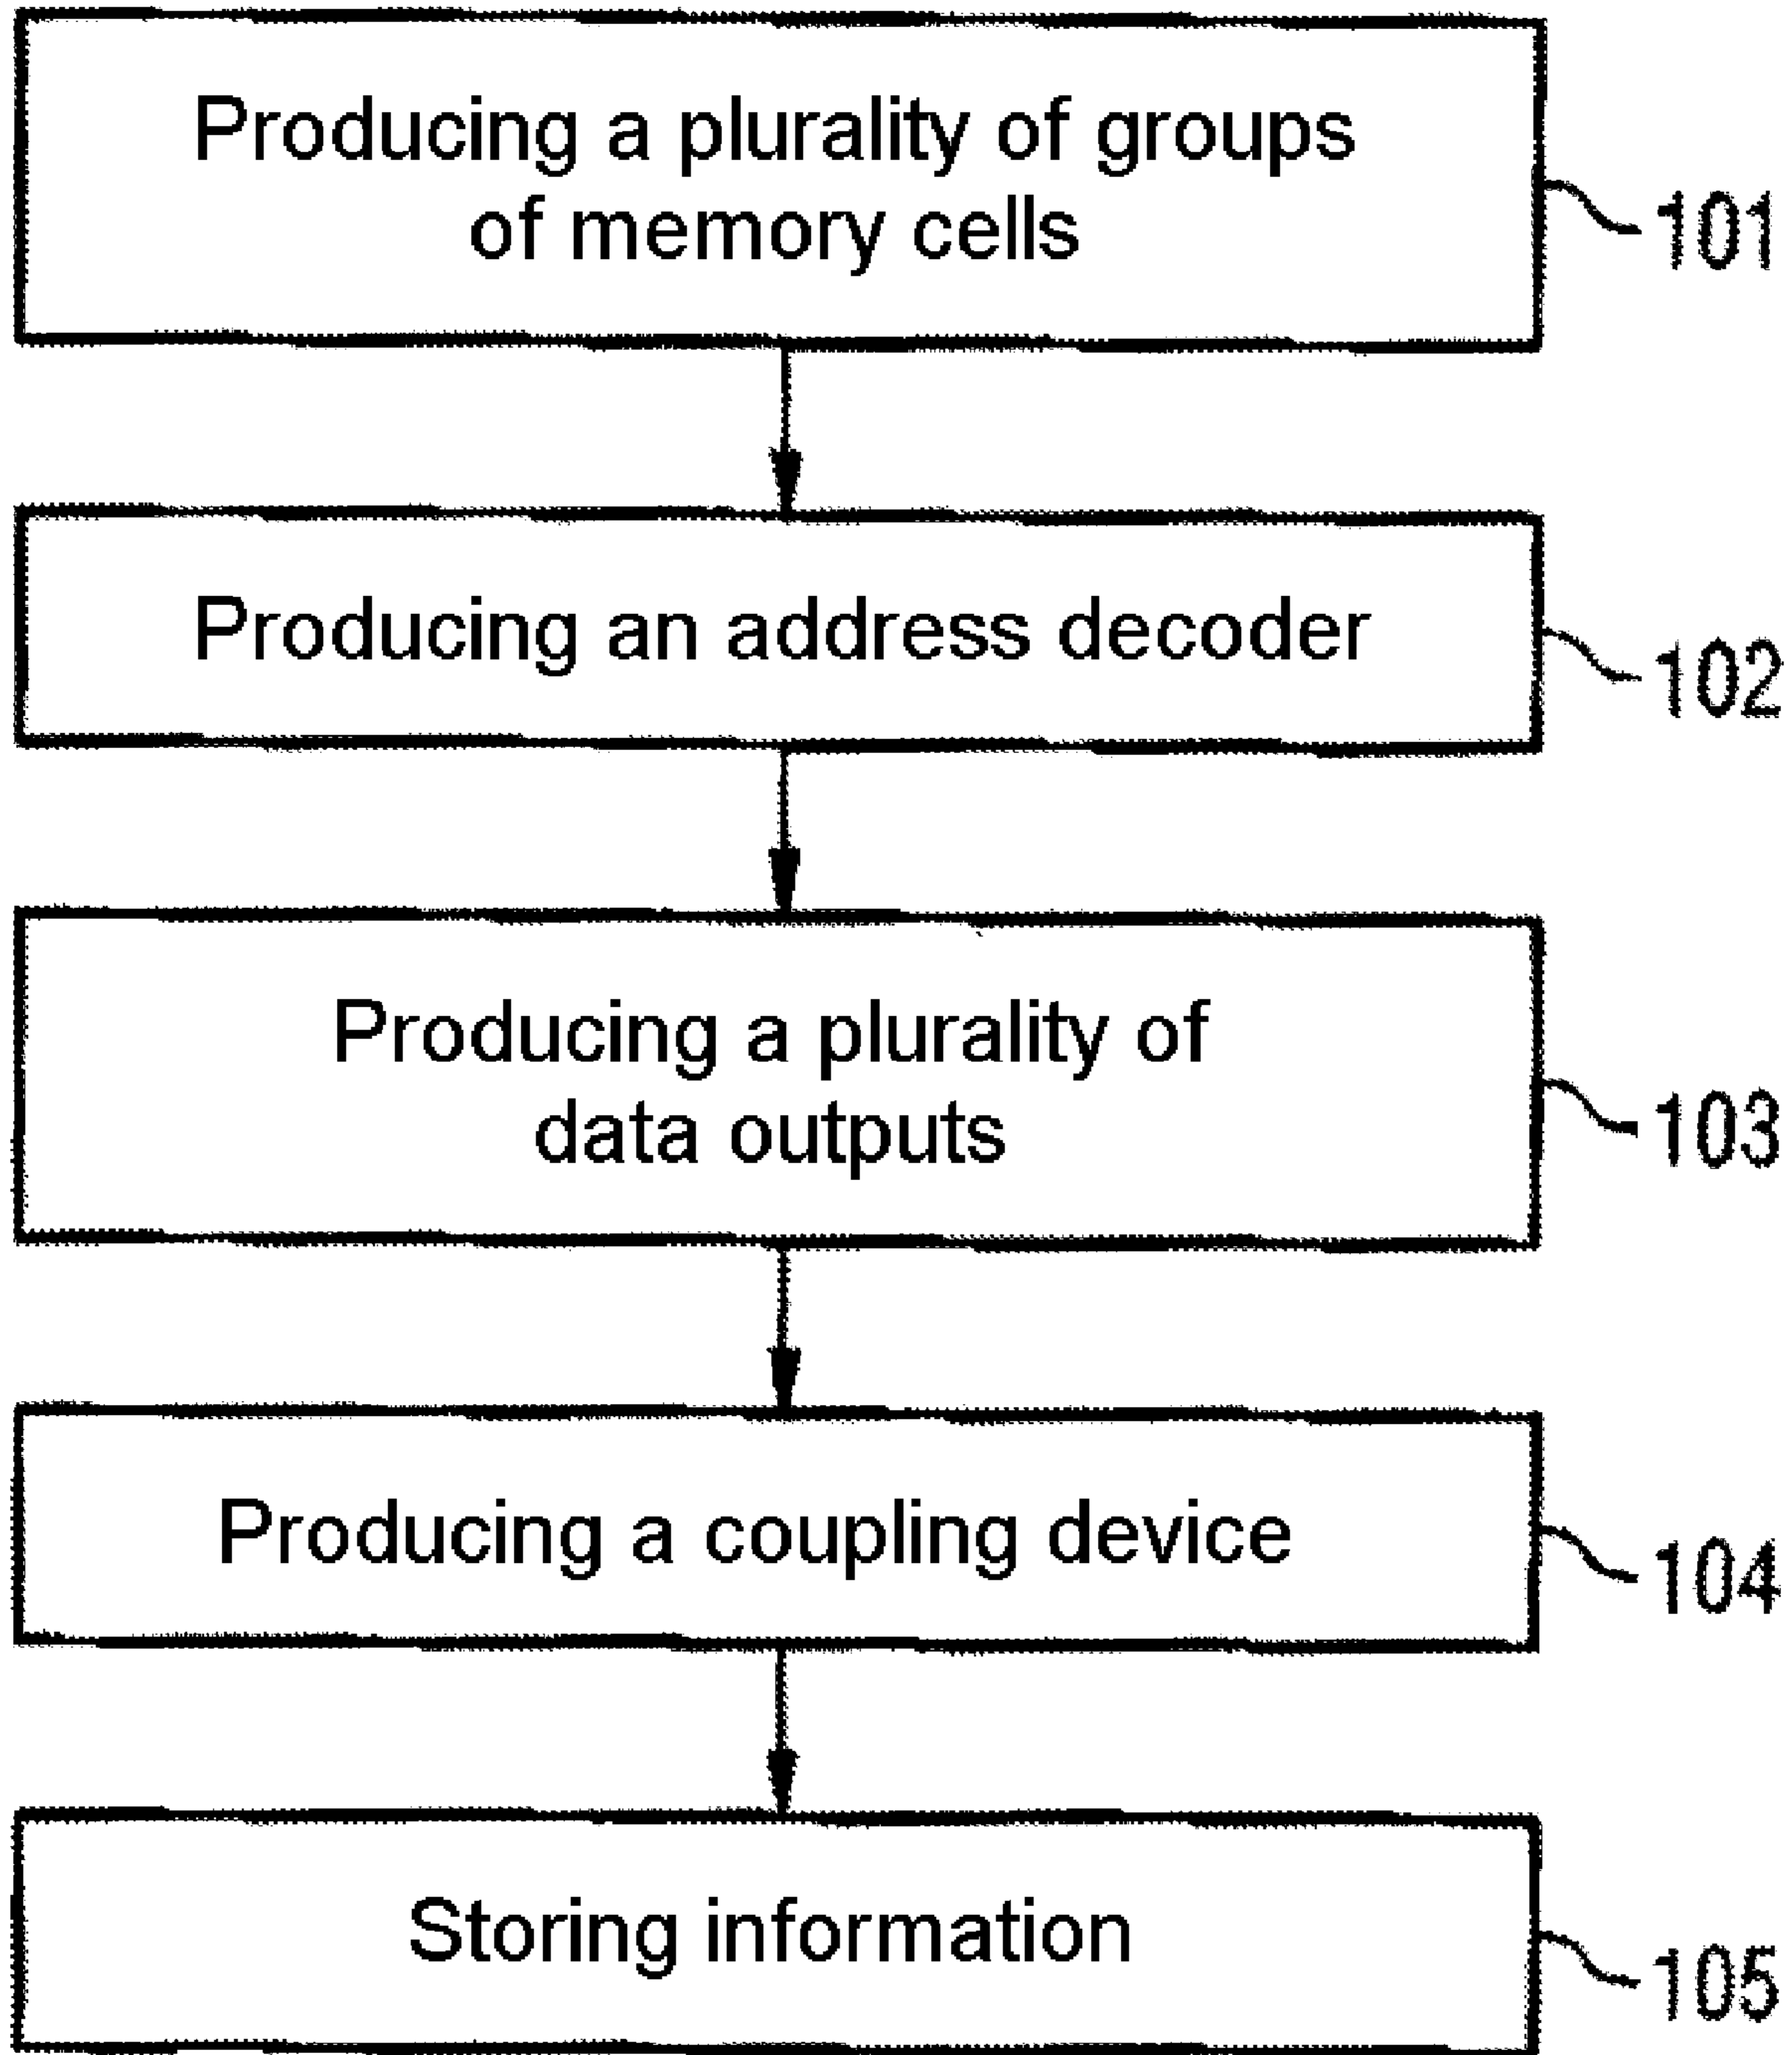 Producing a plurality of groups
of memory cells
101
Producing an address decoder
102
Producing a plurality of
data outputs
103
Producing a coupling device
104
Storing information
105